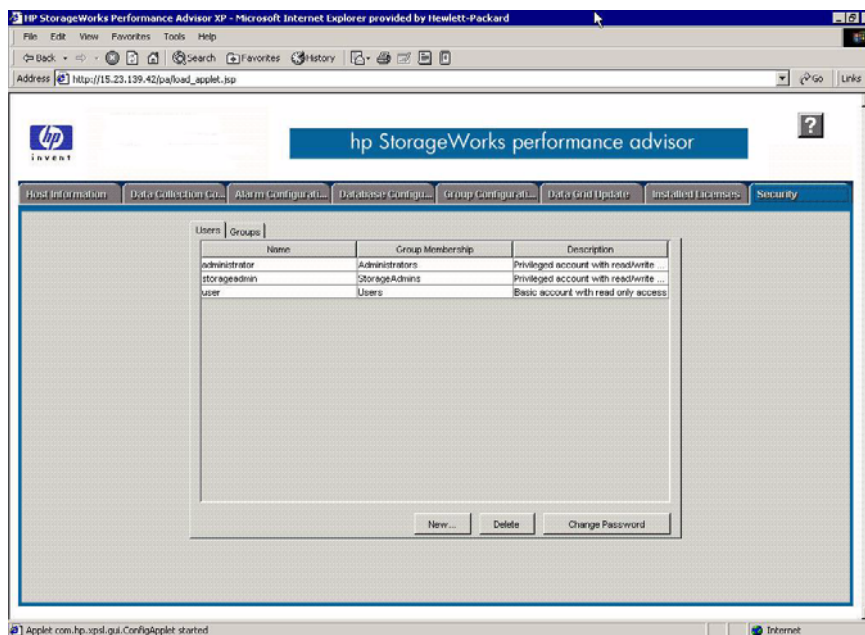 HP StorageWorks Performance Advisor XP - Microsoft Internet Explorer provided by Hewlett-Packard
File Edit View Favorites Tools Help
Back Search Favorites History
Address http://15.23.139.42/pa/load_applet.jsp Go Links
hp
invent
hp StorageWorks performance advisor
?
Host Information Data Collection Co... Alarm Configurati... Database Configu... Group Configurati... Data Grid Update Installed Licenses Security
Users Groups
Name Group Membership Description
administrator Administrators Privileged account with read/write ...
storageadmin StorageAdmins Privileged account with read/write ...
user Users Basic account with read only access
New... Delete Change Password
Applet com.hp.xpsl.gui.ConfigApplet started Internet